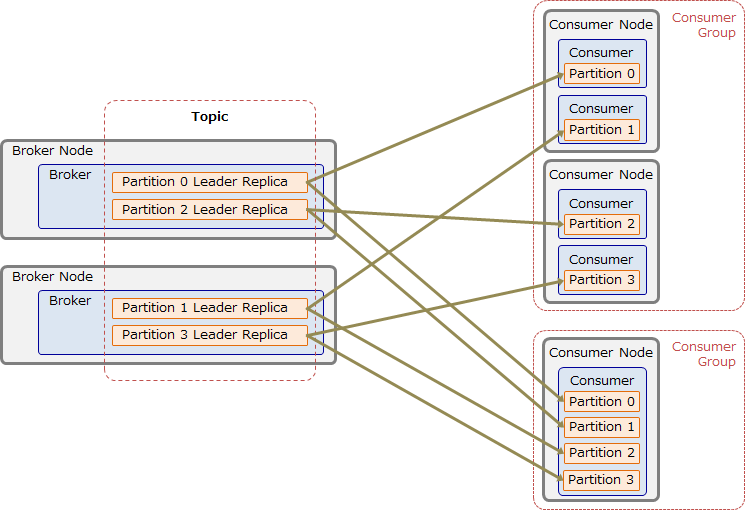 Topic
Broker Node
Broker
Partition 0 Leader Replica
Partition 2 Leader Replica
Broker Node
Broker
Partition 1 Leader Replica
Partition 3 Leader Replica
Consumer
Group
Consumer Node
Consumer
Partition 0
Consumer
Partition 1
Consumer Node
Consumer
Partition 2
Consumer
Partition 3
Consumer
Group
Consumer Node
Consumer
Partition 0
Partition 1
Partition 2
Partition 3